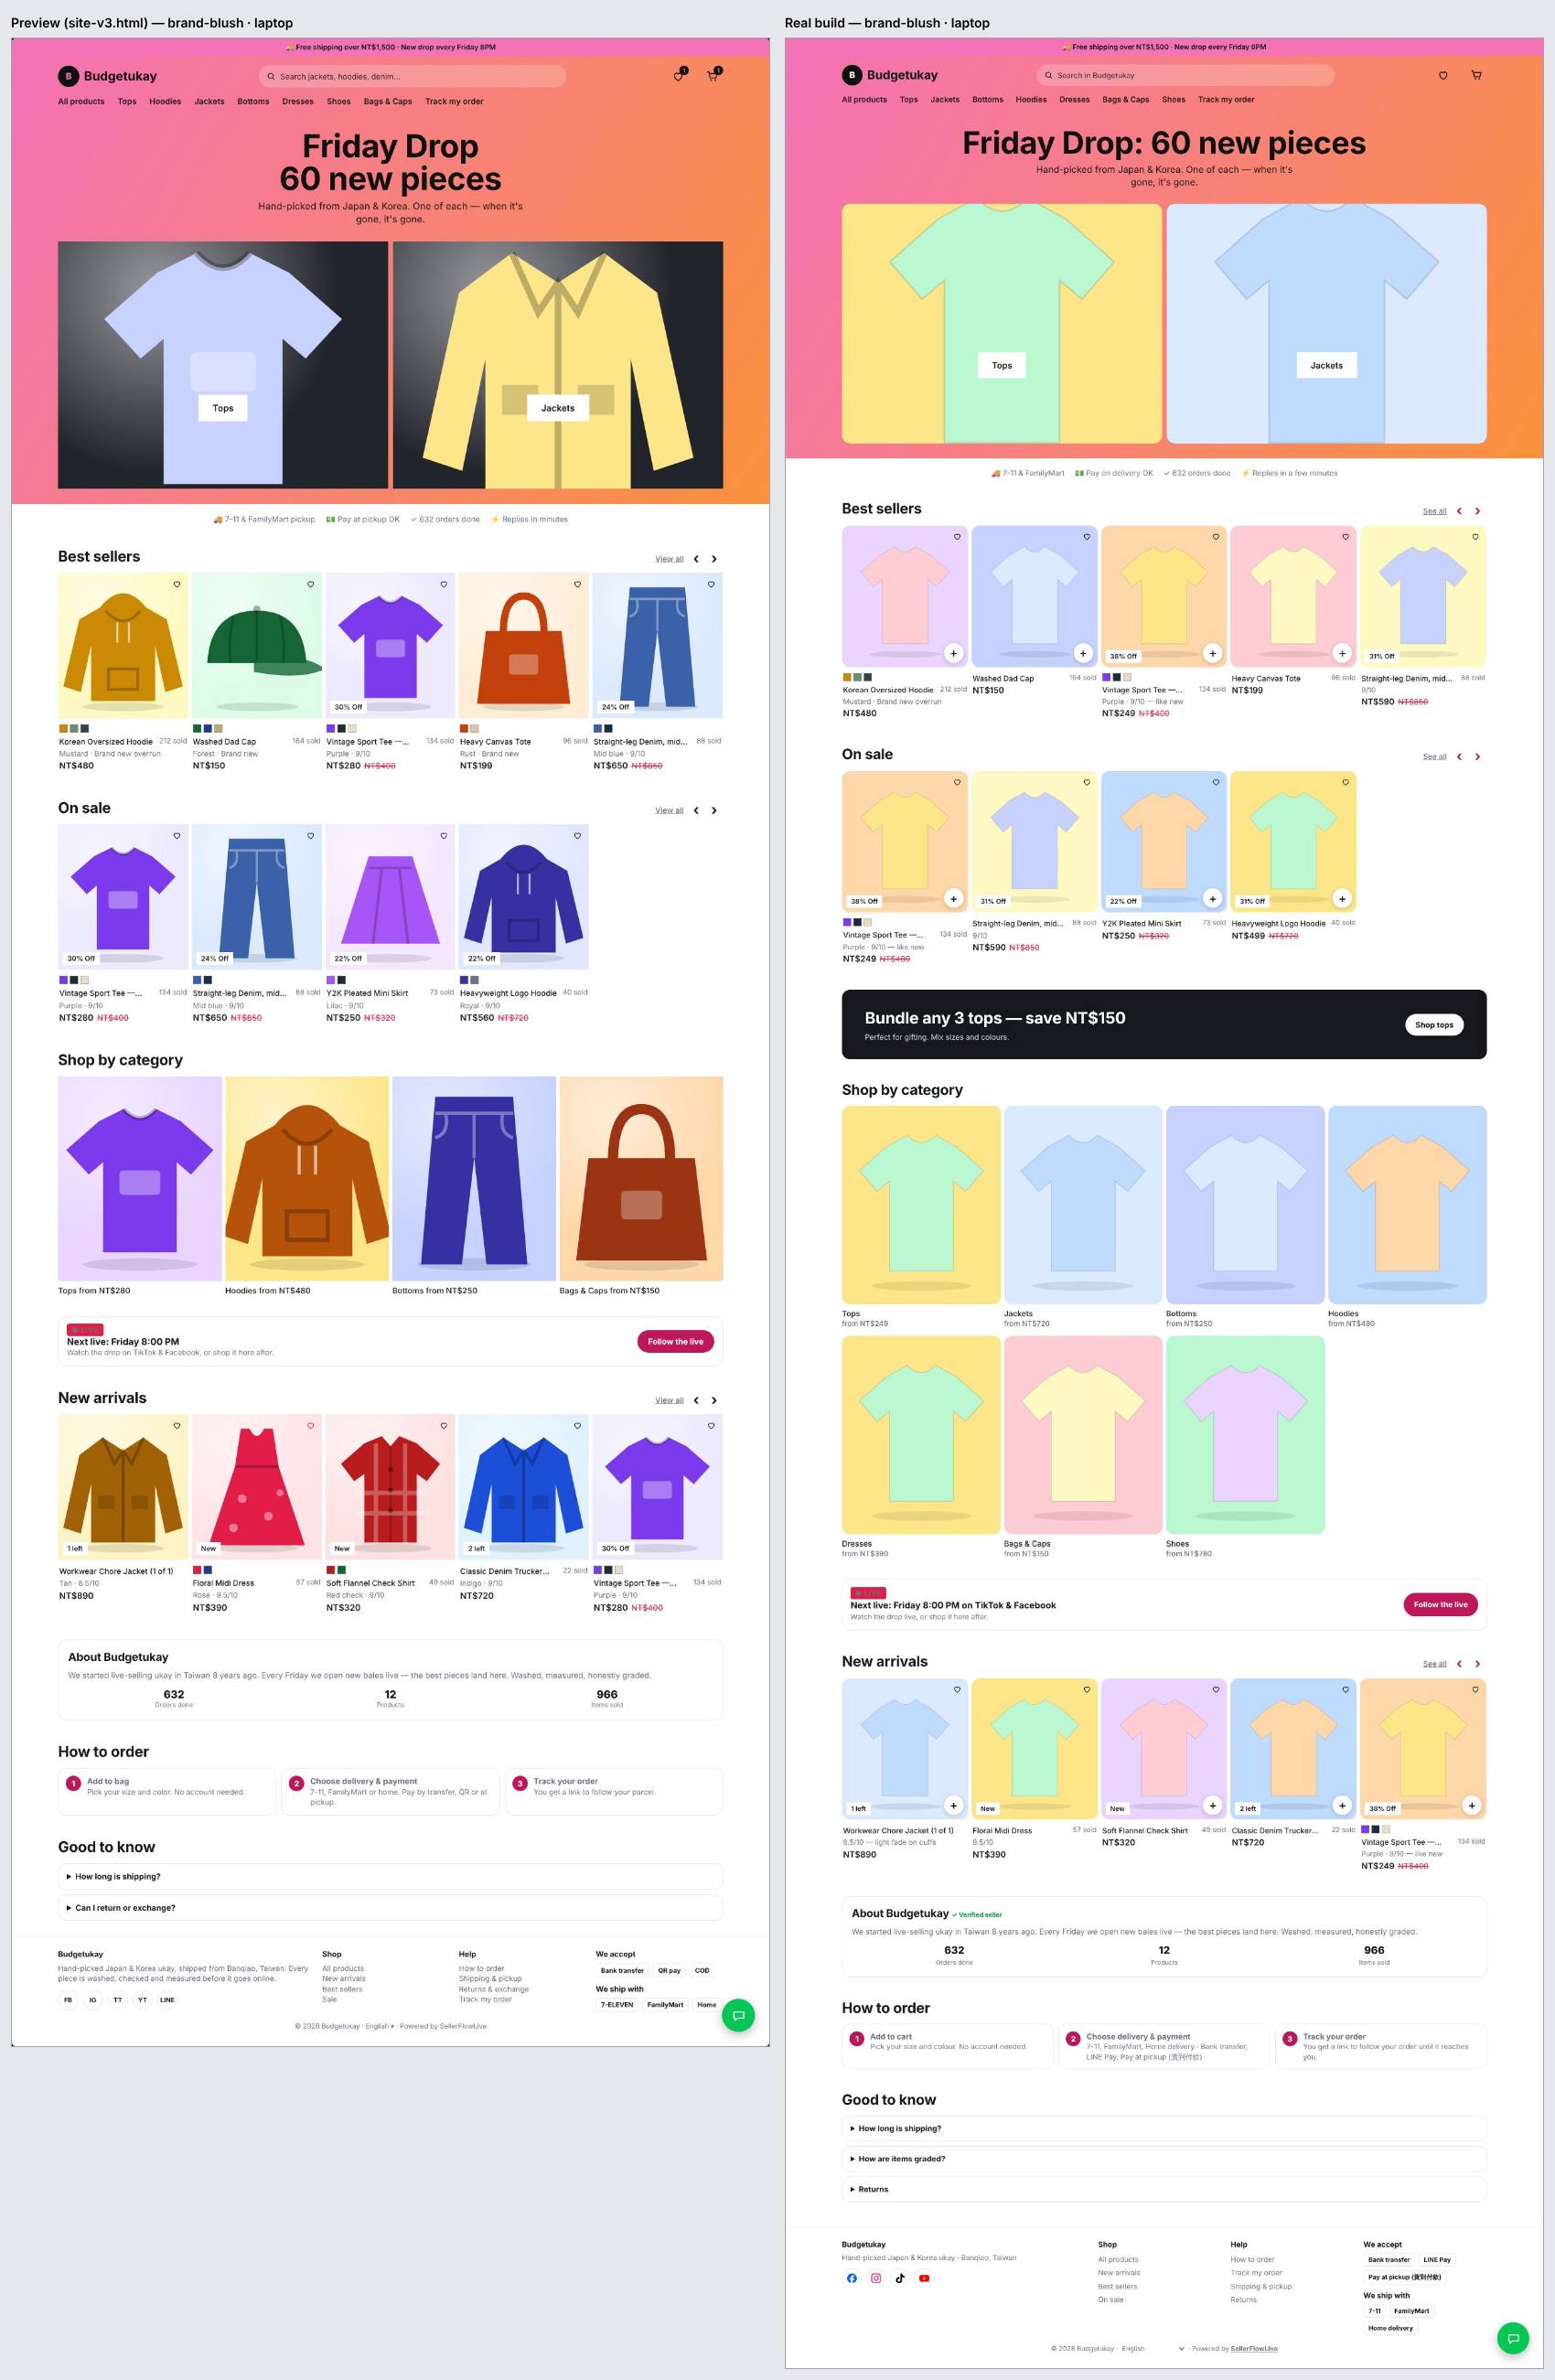 Preview (site-v3.html) — brand-blush · laptop
🚚 Free shipping over NT$1,500 · New drop every Friday 8PM
B Budgetukay
Search jackets, hoodies, denim...
1 1
All products Tops Hoodies Jackets Bottoms Dresses Shoes Bags & Caps Track my order
Friday Drop
60 new pieces
Hand-picked from Japan & Korea. One of each — when it's
gone, it's gone.
Tops Jackets
🚚 7-11 & FamilyMart pickup 💵 Pay at pickup OK ✓ 632 orders done ⚡ Replies in minutes
Best sellers View all
30% Off 24% Off
Korean Oversized Hoodie 212 sold Washed Dad Cap 164 sold Vintage Sport Tee —... 134 sold Heavy Canvas Tote 96 sold Straight-leg Denim, mid... 88 sold
Mustard · Brand new overrun Forest · Brand new Purple · 9/10 Rust · Brand new Mid blue · 9/10
NT$480 NT$150 NT$280 NT$400 NT$199 NT$650 NT$850
On sale View all
30% Off 24% Off 22% Off 22% Off
Vintage Sport Tee —... 134 sold Straight-leg Denim, mid... 88 sold Y2K Pleated Mini Skirt 73 sold Heavyweight Logo Hoodie 40 sold
Purple · 9/10 Mid blue · 9/10 Lilac · 9/10 Royal · 9/10
NT$280 NT$400 NT$650 NT$850 NT$250 NT$320 NT$560 NT$720
Shop by category
Tops from NT$280 Hoodies from NT$480 Bottoms from NT$250 Bags & Caps from NT$150
LIVE
Next live: Friday 8:00 PM
Watch the drop on TikTok & Facebook, or shop it here after.
Follow the live
New arrivals View all
1 left New New 2 left 30% Off
Workwear Chore Jacket (1 of 1) Floral Midi Dress 57 sold Soft Flannel Check Shirt 49 sold Classic Denim Trucker... 22 sold Vintage Sport Tee —... 134 sold
Tan · 8.5/10 Rose · 9.5/10 Red check · 9/10 Indigo · 9/10 Purple · 9/10
NT$890 NT$390 NT$320 NT$720 NT$280 NT$400
About Budgetukay
We started live-selling ukay in Taiwan 8 years ago. Every Friday we open new bales live — the best pieces land here. Washed, measured, honestly graded.
632 12 966
Orders done Products Items sold
How to order
1 Add to bag
Pick your size and color. No account needed.
2 Choose delivery & payment
7-11, FamilyMart or home. Pay by transfer, QR or at
pickup.
3 Track your order
You get a link to follow your parcel.
Good to know
▶ How long is shipping?
▶ Can I return or exchange?
Budgetukay
Hand-picked Japan & Korea ukay, shipped from Banqiao, Taiwan. Every
piece is washed, checked and measured before it goes online.
FB IG TT YT LINE
Shop
All products
New arrivals
Best sellers
Sale
Help
How to order
Shipping & pickup
Returns & exchange
Track my order
We accept
Bank transfer QR pay COD
We ship with
7-ELEVEN FamilyMart Home
© 2026 Budgetukay · English ▾ · Powered by SellerFlowLive
Real build — brand-blush · laptop
🚚 Free shipping over NT$1,500 · New drop every Friday 8PM
B Budgetukay
Search in Budgetukay
All products Tops Jackets Bottoms Hoodies Dresses Bags & Caps Shoes Track my order
Friday Drop: 60 new pieces
Hand-picked from Japan & Korea. One of each — when it's
gone, it's gone.
Tops Jackets
🚚 7-11 & FamilyMart 💵 Pay on delivery OK ✓ 632 orders done ⚡ Replies in a few minutes
Best sellers See all
38% Off 31% Off
Korean Oversized Hoodie 212 sold Washed Dad Cap 164 sold Vintage Sport Tee —... 134 sold Heavy Canvas Tote 96 sold Straight-leg Denim, mid... 88 sold
Mustard · Brand new overrun NT$150 Purple · 9/10 — like new NT$199 9/10
NT$480 NT$249 NT$400 NT$590 NT$850
On sale See all
38% Off 31% Off 22% Off 31% Off
Vintage Sport Tee —... 134 sold Straight-leg Denim, mid... 88 sold Y2K Pleated Mini Skirt 73 sold Heavyweight Logo Hoodie 40 sold
Purple · 9/10 — like new 9/10 NT$250 NT$320 NT$499 NT$720
NT$249 NT$400 NT$590 NT$850
Bundle any 3 tops — save NT$150
Perfect for gifting. Mix sizes and colours.
Shop tops
Shop by category
Tops Jackets Bottoms Hoodies
from NT$249 from NT$720 from NT$250 from NT$480
Dresses Bags & Caps Shoes
from NT$390 from NT$150 from NT$780
LIVE
Next live: Friday 8:00 PM on TikTok & Facebook
Watch the drop live, or shop it here after.
Follow the live
New arrivals See all
1 left New New 2 left 38% Off
Workwear Chore Jacket (1 of 1) Floral Midi Dress 57 sold Soft Flannel Check Shirt 49 sold Classic Denim Trucker... 22 sold Vintage Sport Tee —... 134 sold
8.5/10 — light fade on cuffs 9.5/10 NT$320 NT$720 Purple · 9/10 — like new
NT$890 NT$390 NT$249 NT$400
About Budgetukay ✓ Verified seller
We started live-selling ukay in Taiwan 8 years ago. Every Friday we open new bales live — the best pieces land here. Washed, measured, honestly graded.
632 12 966
Orders done Products Items sold
How to order
1 Add to cart
Pick your size and colour. No account needed.
2 Choose delivery & payment
7-11, FamilyMart, Home delivery · Bank transfer,
LINE Pay, Pay at pickup (貨到付款)
3 Track your order
You get a link to follow your order until it reaches
you.
Good to know
▶ How long is shipping?
▶ How are items graded?
▶ Returns
Budgetukay
Hand-picked Japan & Korea ukay · Banqiao, Taiwan
Shop
All products
New arrivals
Best sellers
On sale
Help
How to order
Track my order
Shipping & pickup
Returns
We accept
Bank transfer LINE Pay
Pay at pickup (貨到付款)
We ship with
7-11 FamilyMart
Home delivery
© 2026 Budgetukay · English · Powered by SellerFlowLive